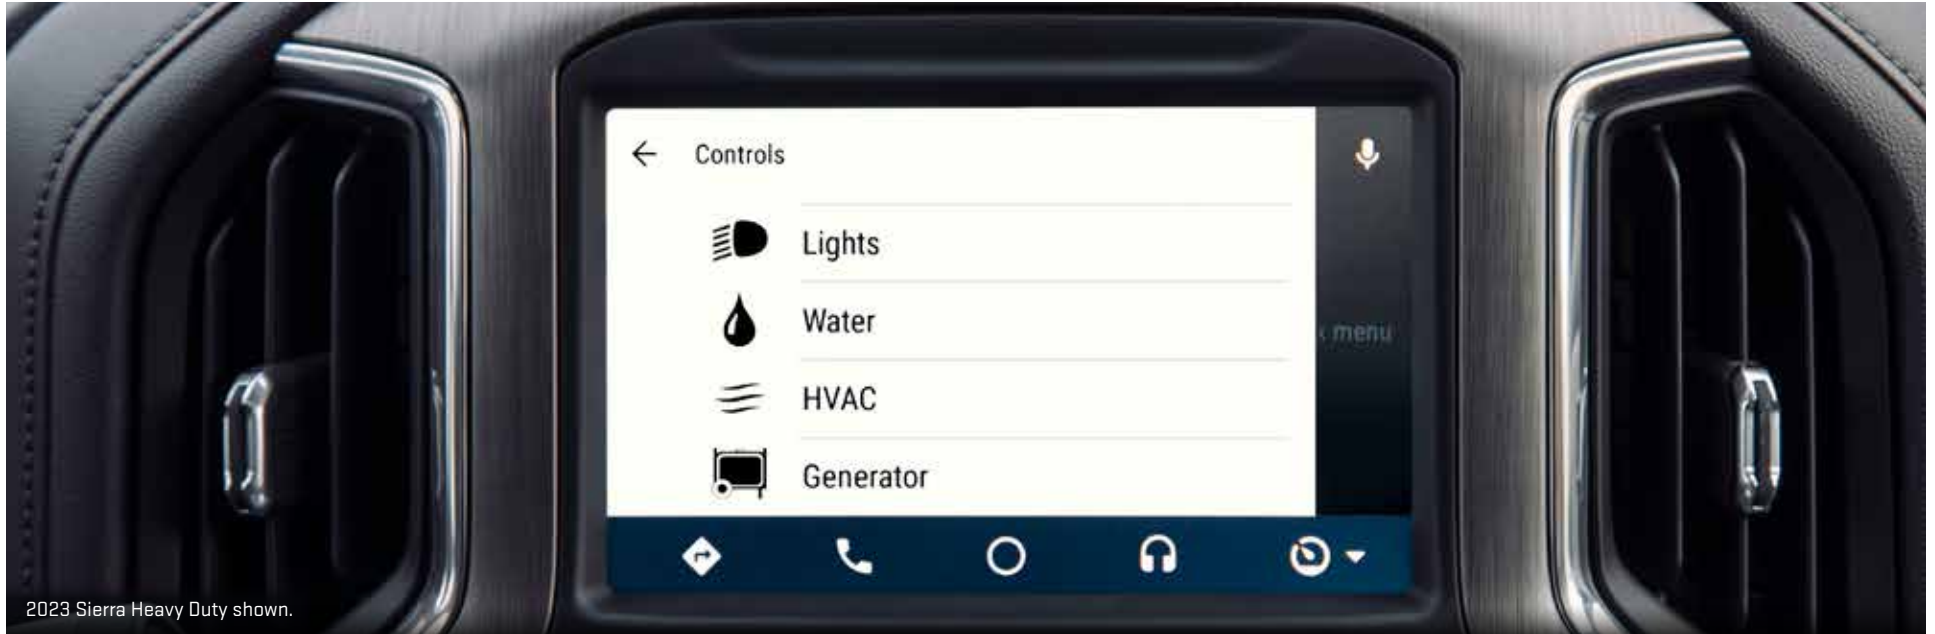 Controls
Lights
Water
menu
HVAC
Generator
2023 Sierra Heavy Duty shown.